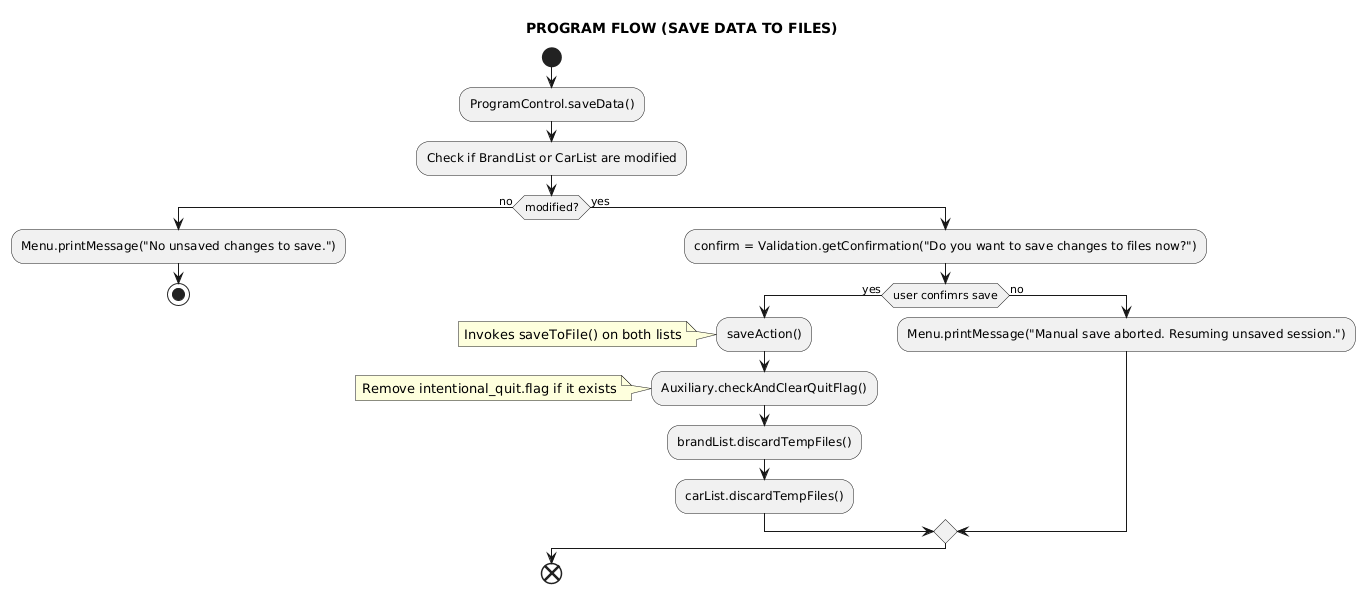 PROGRAM FLOW (SAVE DATA TO FILES)
ProgramControl.saveData()
Check if BrandList or CarList are modified
no
modified?
yes
Menu.printMessage("No unsaved changes to save.")
confirm = Validation.getConfirmation("Do you want to save changes to files now?")
yes
user confimrs save
no
Invokes saveToFile() on both lists
saveAction()
Menu.printMessage("Manual save aborted. Resuming unsaved session.")
Remove intentional_quit.flag if it exists
Auxiliary.checkAndClearQuitFlag()
brandList.discardTempFiles()
carList.discardTempFiles()